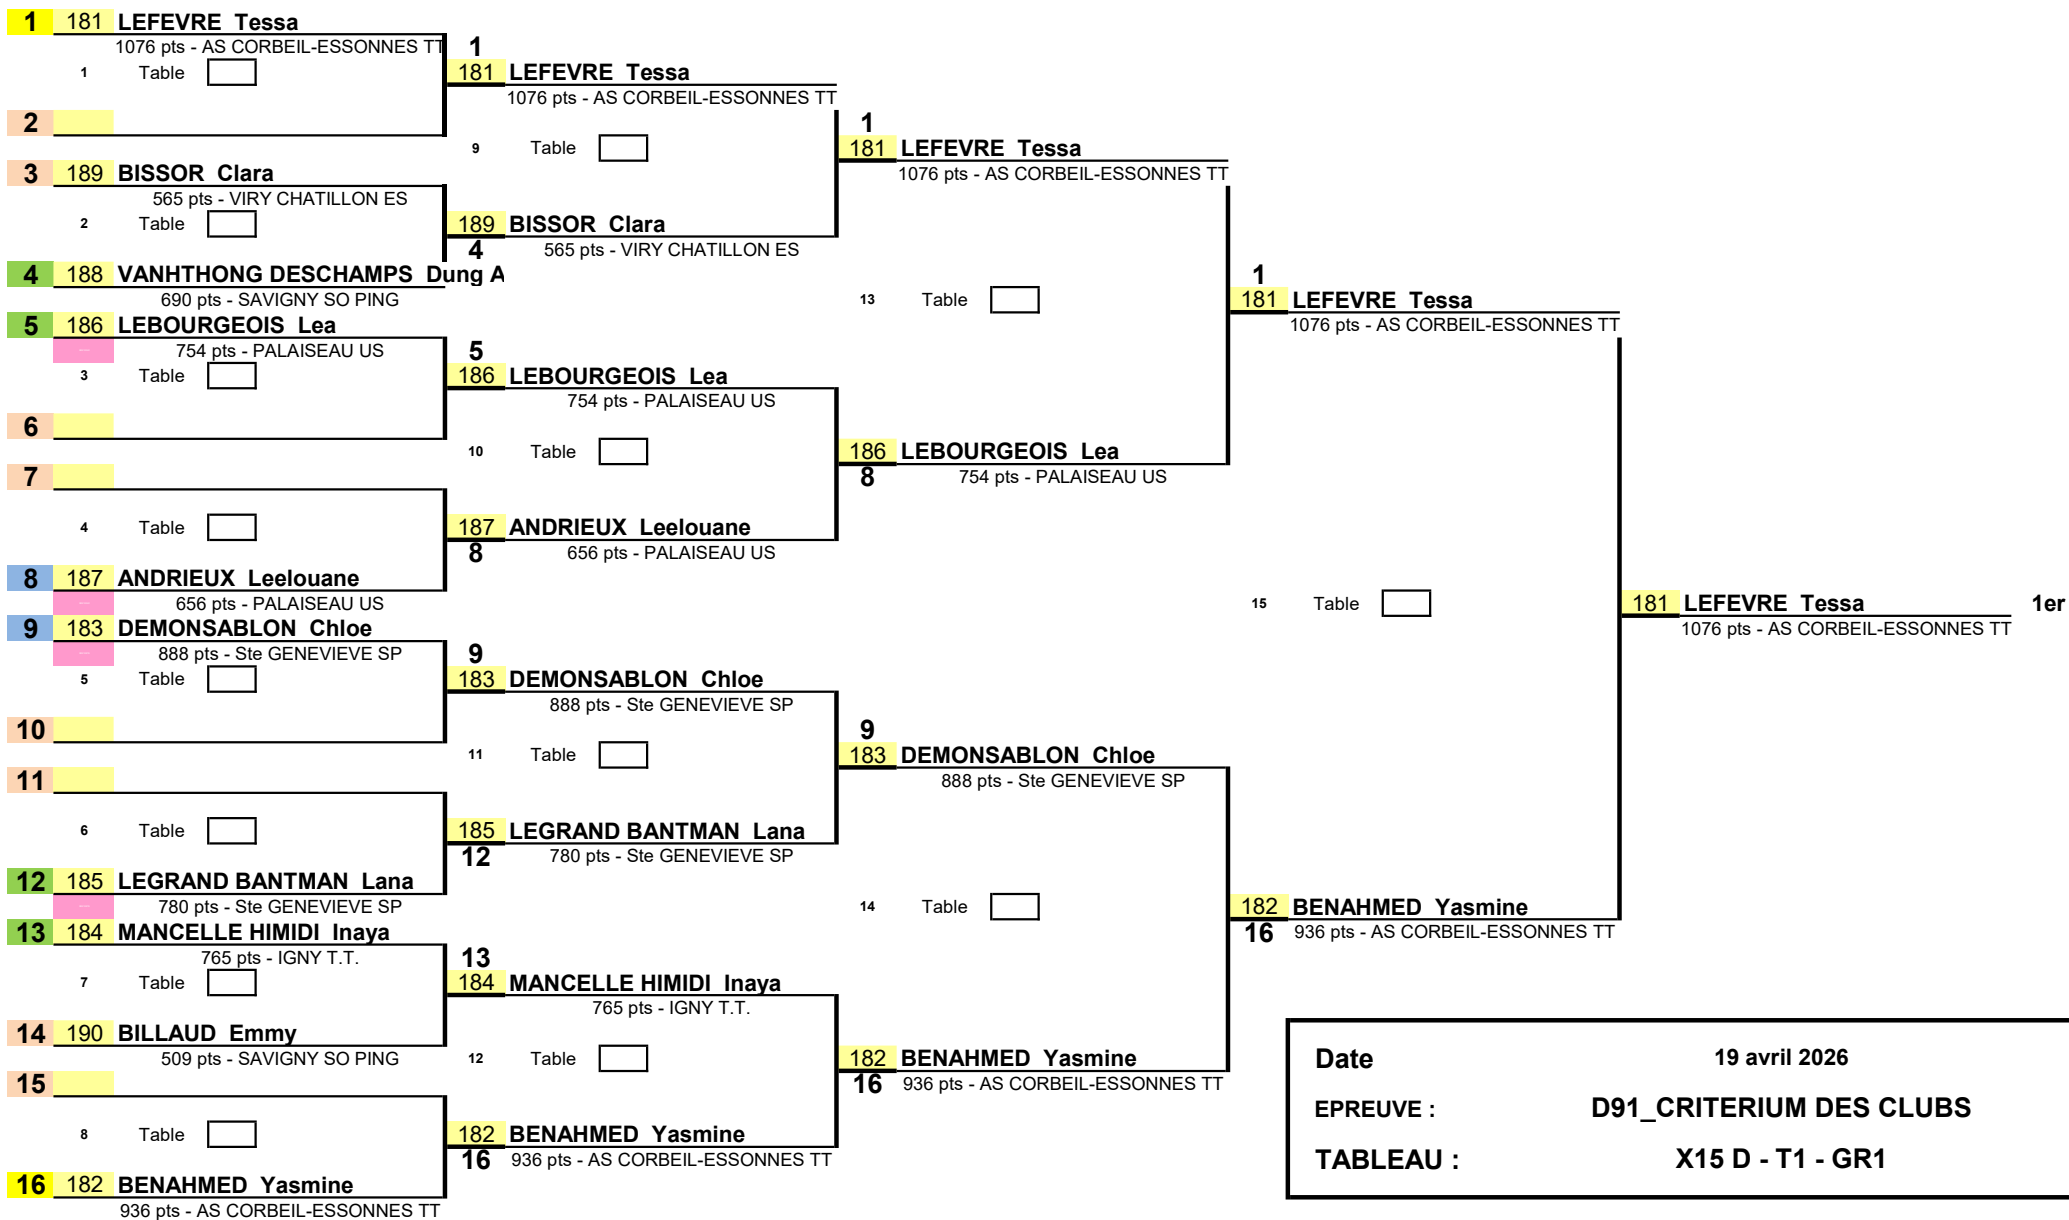 1 181 LEFEVRE Tessa
1076 pts - AS CORBEIL-ESSONNES TT
1 Table
2
3 189 BISSOR Clara
565 pts - VIRY CHATILLON ES
2 Table
4 188 VANHTHONG DESCHAMPS Dung A
690 pts - SAVIGNY SO PING
5 186 LEBOURGEOIS Lea
754 pts - PALAISEAU US
3 Table
6
7
4 Table
8 187 ANDRIEUX Leelouane
656 pts - PALAISEAU US
9 183 DEMONSABLON Chloe
888 pts - Ste GENEVIEVE SP
5 Table
10
11
6 Table
12 185 LEGRAND BANTMAN Lana
780 pts - Ste GENEVIEVE SP
13 184 MANCELLE HIMIDI Inaya
765 pts - IGNY T.T.
7 Table
14 190 BILLAUD Emmy
509 pts - SAVIGNY SO PING
15
8 Table
16 182 BENAHMED Yasmine
936 pts - AS CORBEIL-ESSONNES TT
1
181 LEFEVRE Tessa
1076 pts - AS CORBEIL-ESSONNES TT
9 Table
189 BISSOR Clara
4 565 pts - VIRY CHATILLON ES
5
186 LEBOURGEOIS Lea
754 pts - PALAISEAU US
10 Table
187 ANDRIEUX Leelouane
8 656 pts - PALAISEAU US
9
183 DEMONSABLON Chloe
888 pts - Ste GENEVIEVE SP
11 Table
185 LEGRAND BANTMAN Lana
12 780 pts - Ste GENEVIEVE SP
13
184 MANCELLE HIMIDI Inaya
765 pts - IGNY T.T.
12 Table
182 BENAHMED Yasmine
16 936 pts - AS CORBEIL-ESSONNES TT
1
181 LEFEVRE Tessa
1076 pts - AS CORBEIL-ESSONNES TT
13 Table
186 LEBOURGEOIS Lea
8 754 pts - PALAISEAU US
9
183 DEMONSABLON Chloe
888 pts - Ste GENEVIEVE SP
14 Table
182 BENAHMED Yasmine
16 936 pts - AS CORBEIL-ESSONNES TT
1
181 LEFEVRE Tessa
1076 pts - AS CORBEIL-ESSONNES TT
15 Table
182 BENAHMED Yasmine
16 936 pts - AS CORBEIL-ESSONNES TT
181 LEFEVRE Tessa 1er
1076 pts - AS CORBEIL-ESSONNES TT
Date 19 avril 2026
EPREUVE : D91_CRITERIUM DES CLUBS
TABLEAU : X15 D - T1 - GR1